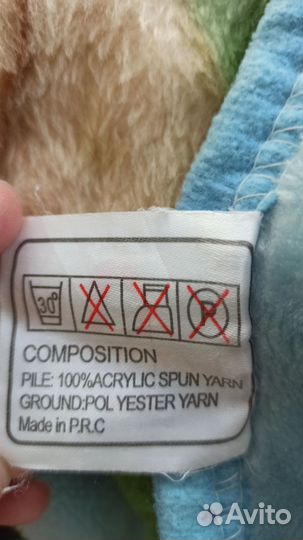 30°
P
COMPOSITION
PILE: 100%ACRYLIC SPUN YARN
GROUND:POL YESTER YARN
Made in P.R.C
Avito